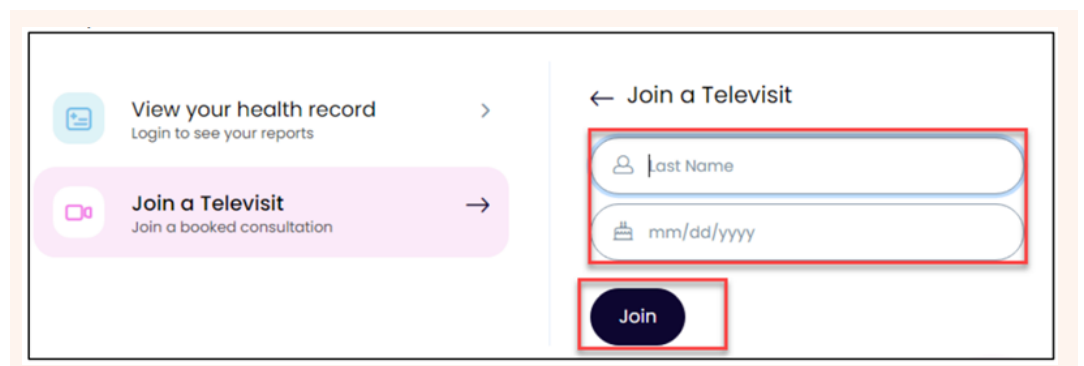 View your health record
Login to see your reports
Join a Televisit
Join a booked consultation
← Join a Televisit
Last Name
mm/dd/yyyy
Join